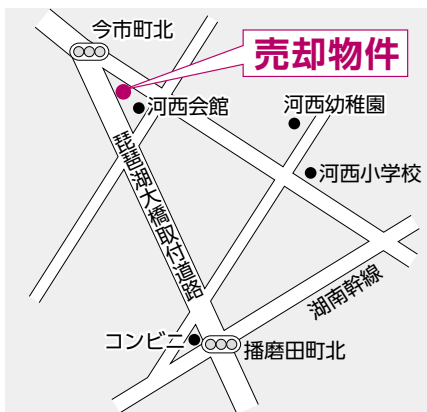 今市町北
売却物件
河西会館
河西幼稚園
河西小学校
琵琶湖大橋取付道路
湖南幹線
コンビニ
播磨田町北